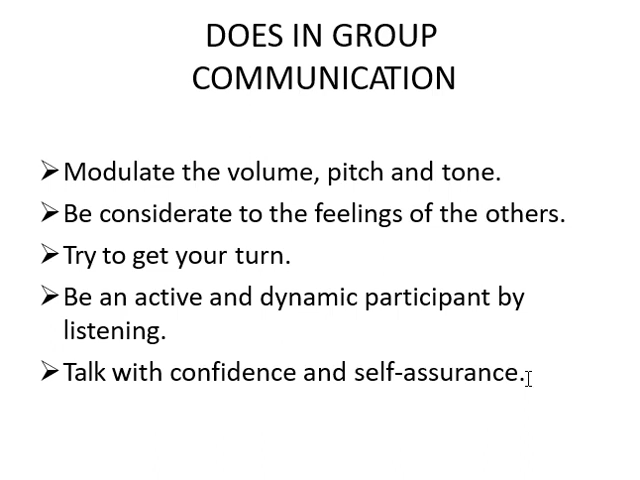 DOES IN GROUP
COMMUNICATION
➢Modulate the volume, pitch and tone.
➢Be considerate to the feelings of the others.
➢Try to get your turn.
➢Be an active and dynamic participant by
listening.
➢Talk with confidence and self-assurance.